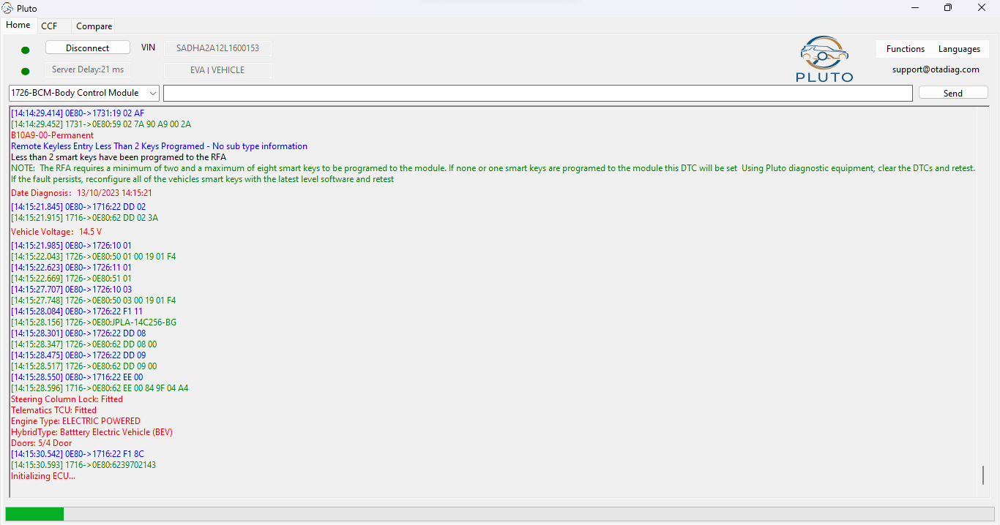 Pluto
Home CCF Compare
Disconnect VIN SADHA2A12L1600153 Functions Languages
Server Delay:21 ms EVA | VEHICLE support@otadiag.com
PLUTO
1726-BCM-Body Control Module Send
[14:14:29.414] 0E80->1731:19 02 AF
[14:14:29.452] 1731->0E80:59 02 7A 90 A9 00 2A
B10A9-00-Permanent
Remote Keyless Entry Less Than 2 Keys Programed - No sub type information
Less than 2 smart keys have been programed to the RFA
NOTE: The RFA requires a minimum of two and a maximum of eight smart keys to be programed to the module. If none or one smart keys are programed to the module this DTC will be set Using Pluto diagnostic equipment, clear the DTCs and retest.
If the fault persists, reconfigure all of the vehicles smart keys with the latest level software and retest
Date Diagnosis: 13/10/2023 14:15:21
[14:15:21.845] 0E80->1716:22 DD 02
[14:15:21.915] 1716->0E80:62 DD 02 3A
Vehicle Voltage: 14.5 V
[14:15:21.985] 0E80->1726:10 01
[14:15:22.043] 1726->0E80:50 01 00 19 01 F4
[14:15:22.623] 0E80->1726:11 01
[14:15:22.669] 1726->0E80:51 01
[14:15:27.707] 0E80->1726:10 03
[14:15:27.748] 1726->0E80:50 03 00 19 01 F4
[14:15:28.084] 0E80->1726:22 F1 11
[14:15:28.156] 1726->0E80:JPLA-14C256-BG
[14:15:28.301] 0E80->1726:22 DD 08
[14:15:28.347] 1726->0E80:62 DD 08 00
[14:15:28.475] 0E80->1726:22 DD 09
[14:15:28.517] 1726->0E80:62 DD 09 00
[14:15:28.550] 0E80->1716:22 EE 00
[14:15:28.596] 1716->0E80:62 EE 00 84 9F 04 A4
Steering Column Lock: Fitted
Telematics TCU: Fitted
Engine Type: ELECTRIC POWERED
HybridType: Batttery Electric Vehicle (BEV)
Doors: 5/4 Door
[14:15:30.542] 0E80->1716:22 F1 8C
[14:15:30.593] 1716->0E80:6239702143
Initializing ECU...